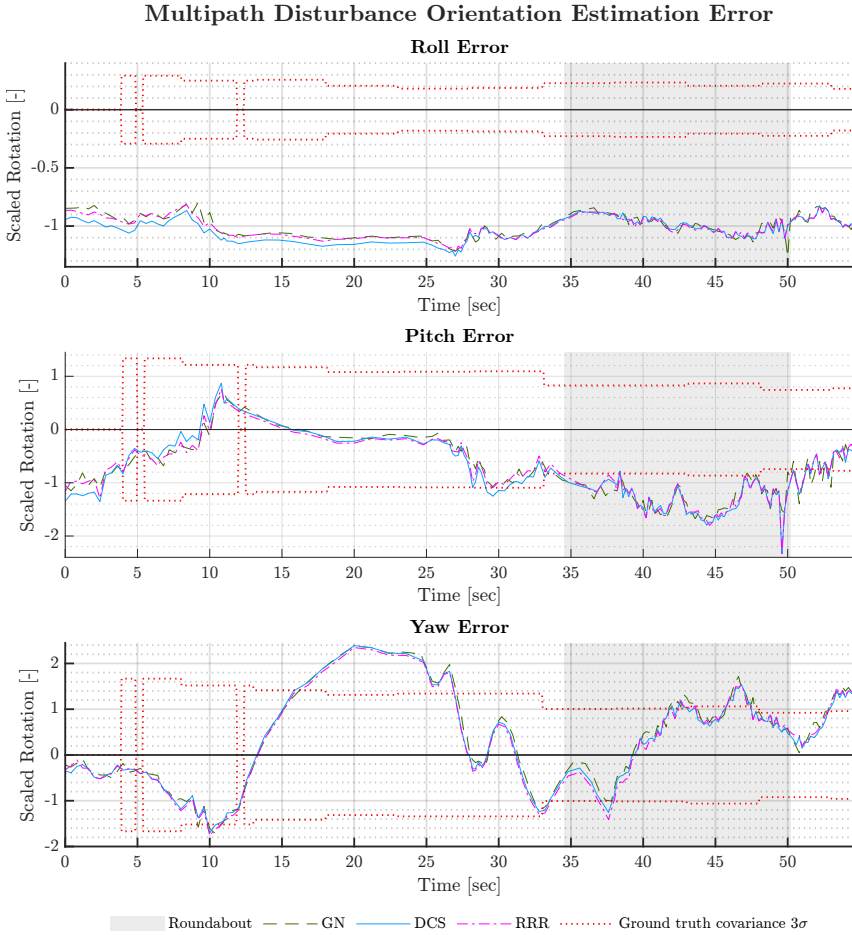 Multipath Disturbance Orientation Estimation Error
Roll Error
Scaled Rotation [-]
0
-0.5
-1
0 5 10 15 20 25 30 35 40 45 50
Time [sec]
Pitch Error
Scaled Rotation [-]
1
0
-1
-2
0 5 10 15 20 25 30 35 40 45 50
Time [sec]
Yaw Error
Scaled Rotation [-]
2
1
0
-1
-2
0 5 10 15 20 25 30 35 40 45 50
Time [sec]
Roundabout GN DCS RRR Ground truth covariance 3σ